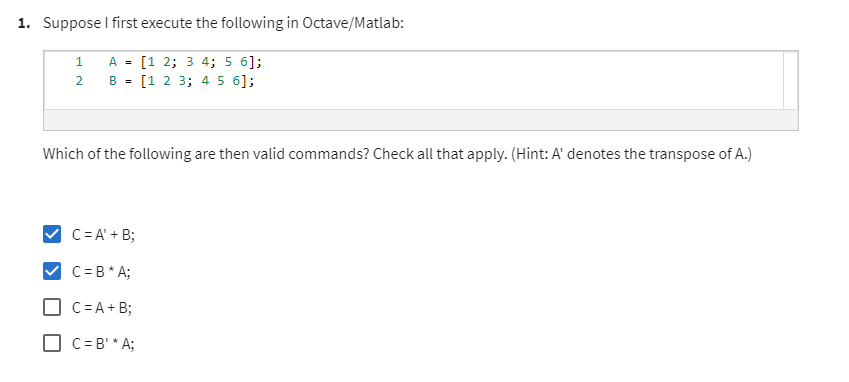 1. Suppose I first execute the following in Octave/Matlab:
1 A = [1 2; 3 4; 5 6];
2 B = [1 2 3; 4 5 6];
Which of the following are then valid commands? Check all that apply. (Hint: A' denotes the transpose of A.)
C = A' + B;
C = B * A;
C = A + B;
C = B' * A;